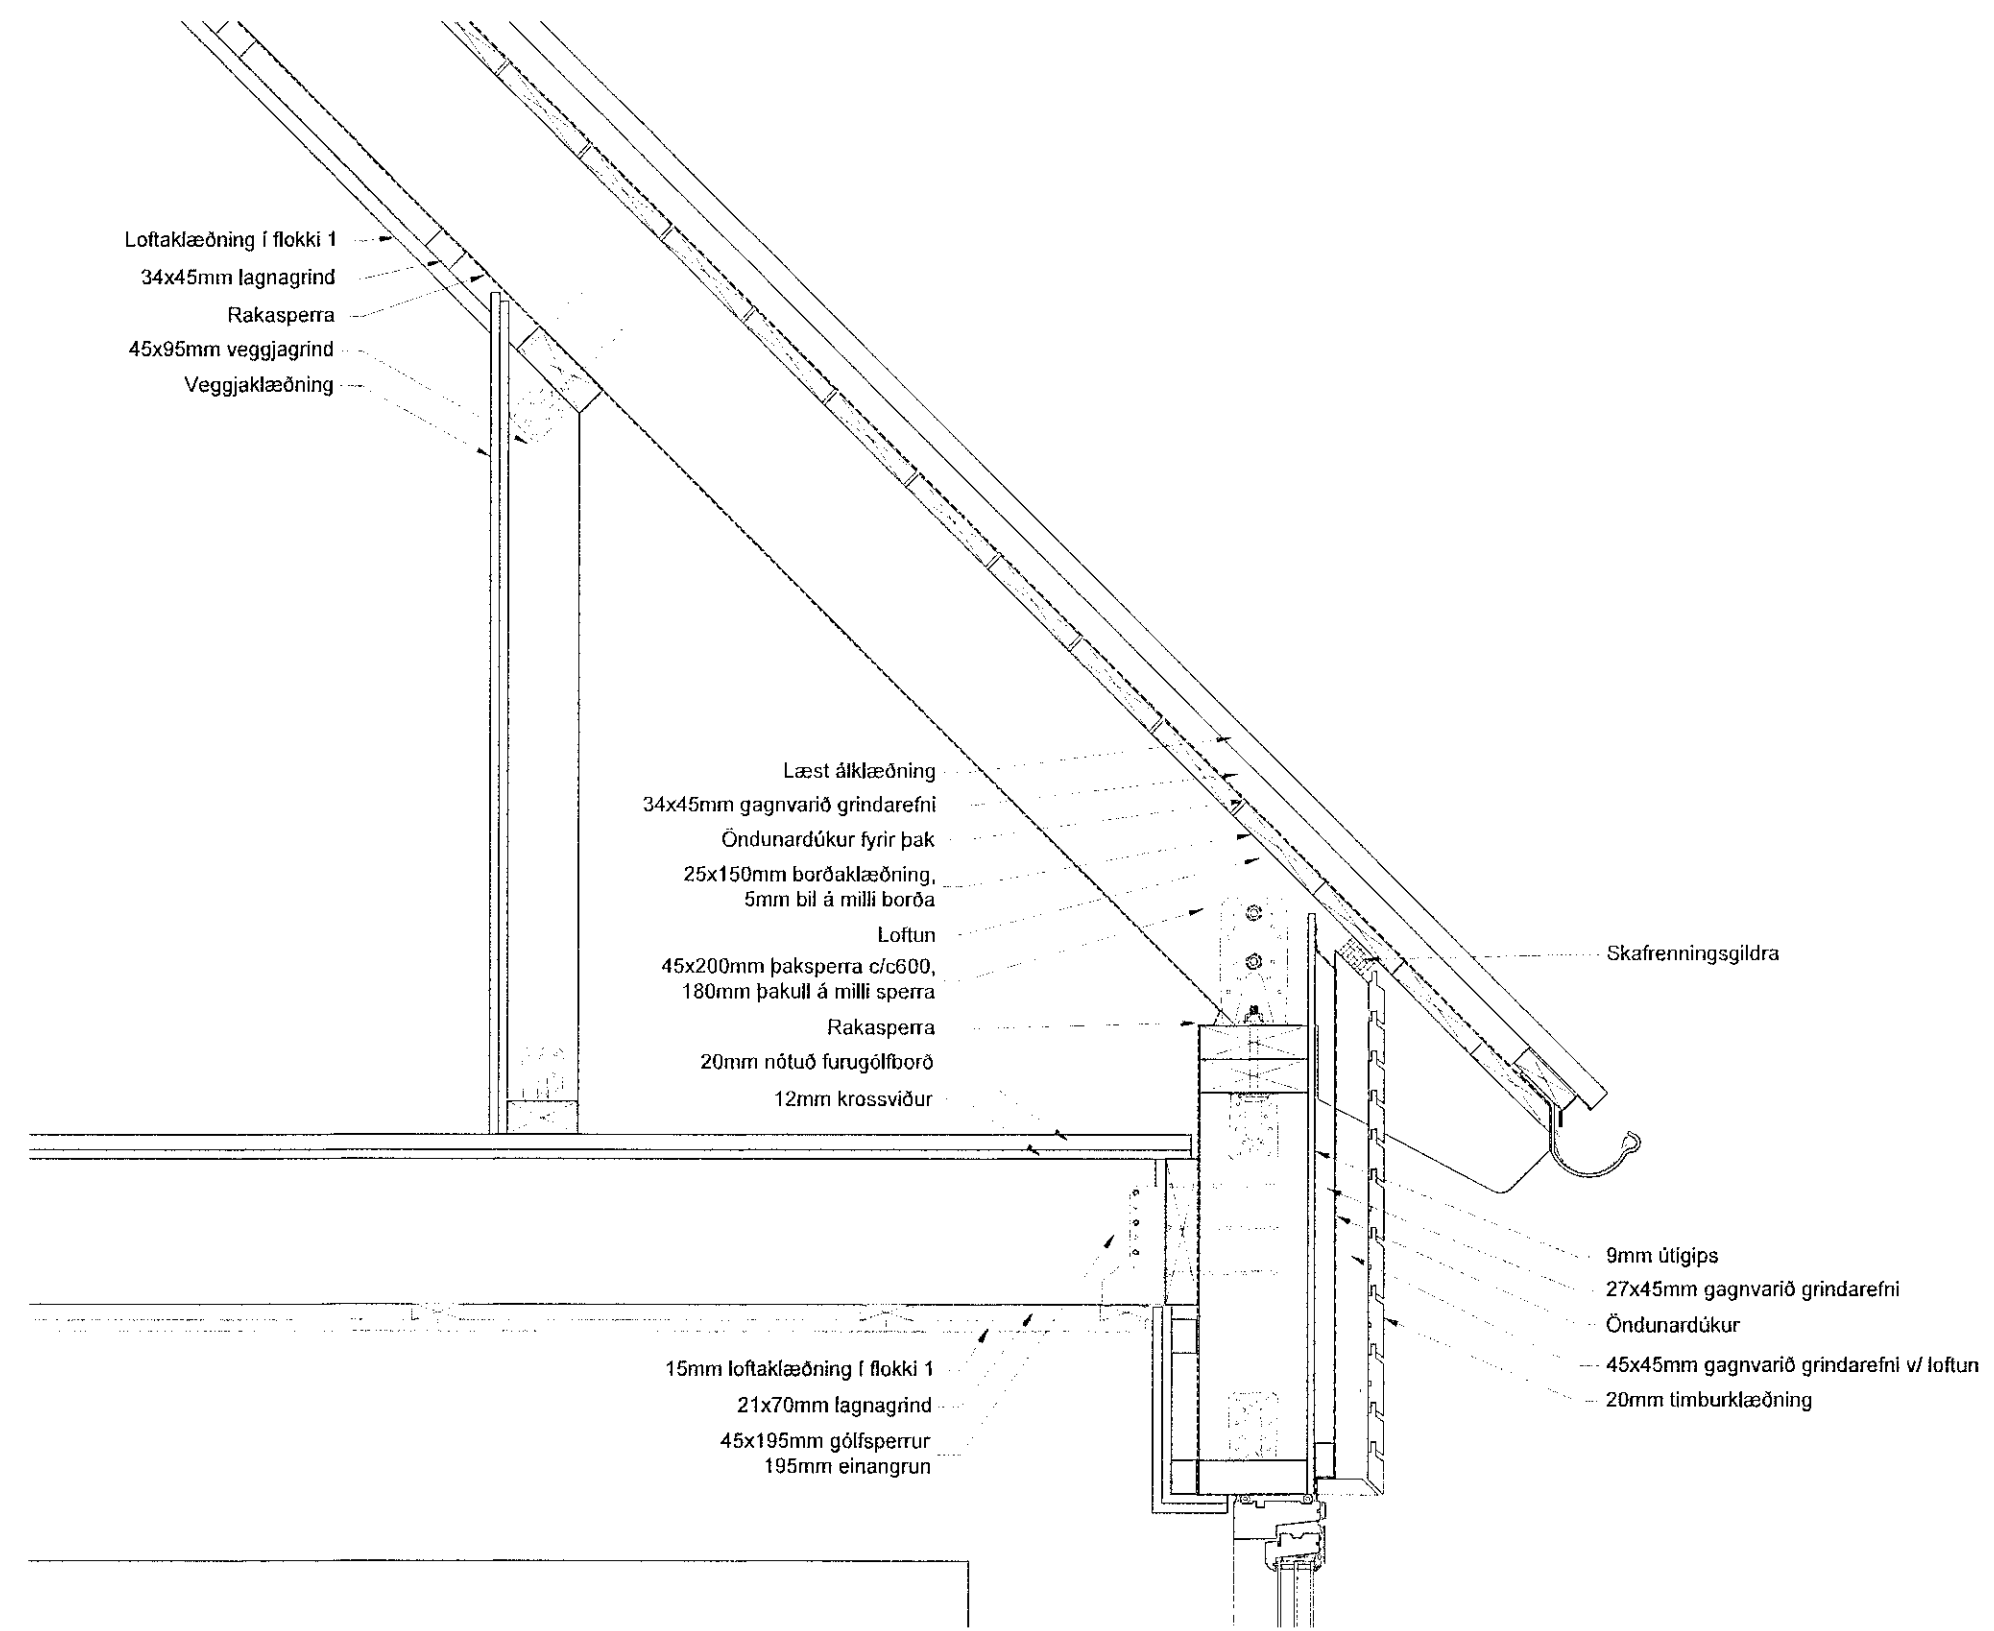 Loftaklæðning í flokki 1
34x45mm lagnagrind
Rakasperra
45x95mm veggjagrind
Veggjaklæðning
Læst álklæðning
34x45mm gagnvarið grindarefni
Öndunardúkur fyrir þak
25x150mm borðaklæðning,
5mm bil á milli borða
Loftun
45x200mm þaksperra c/c600,
180mm þakull á milli sperra
Rakasperra
20mm nótuð furugólfborð
12mm krossviður
Skafrenningsgildra
9mm útigips
27x45mm gagnvarið grindarefni
Öndunardúkur
45x45mm gagnvarið grindarefni v/ loftun
20mm timburklæðning
15mm loftaklæðning í flokki 1
21x70mm lagnagrind
45x195mm gólfsperrur
195mm einangrun